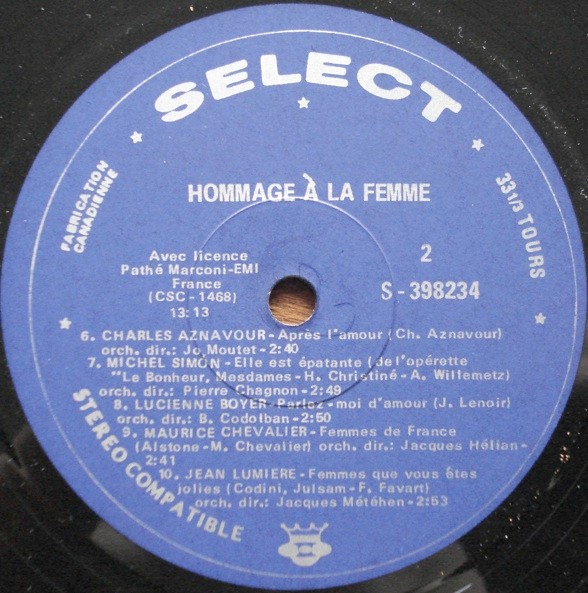 SELECT
FABRICATION
CANADIENNE
33 1/3 TOURS
HOMMAGE À LA FEMME
Avec licence
Pathé Marconi-EMI
France
(CSC - 1468)
13:13
2
S - 398234
6. CHARLES AZNAVOUR - Après l'amour (Ch. Aznavour)
orch. dir.: Jo Moutet - 2:40
7. MICHEL SIMON - Elle est épatante (de l'opérette
"Le Bonheur, Mesdames - H. Christiné - A. Willemetz)
orch. dir.: Pierre Chagnon - 2:49
8. LUCIENNE BOYER - Parlez - moi d'amour (J. Lenoir)
orch. dir.: B. Codolban - 2:50
9. MAURICE CHEVALIER - Femmes de France
(Alstone - M. Chevalier) orch. dir.: Jacques Hélian -
2:41
10. JEAN LUMIERE - Femmes que vous êtes
jolies (Codini, Julsam - F. Favart)
orch. dir.: Jacques Météhen - 2:53
STEREO COMPATIBLE